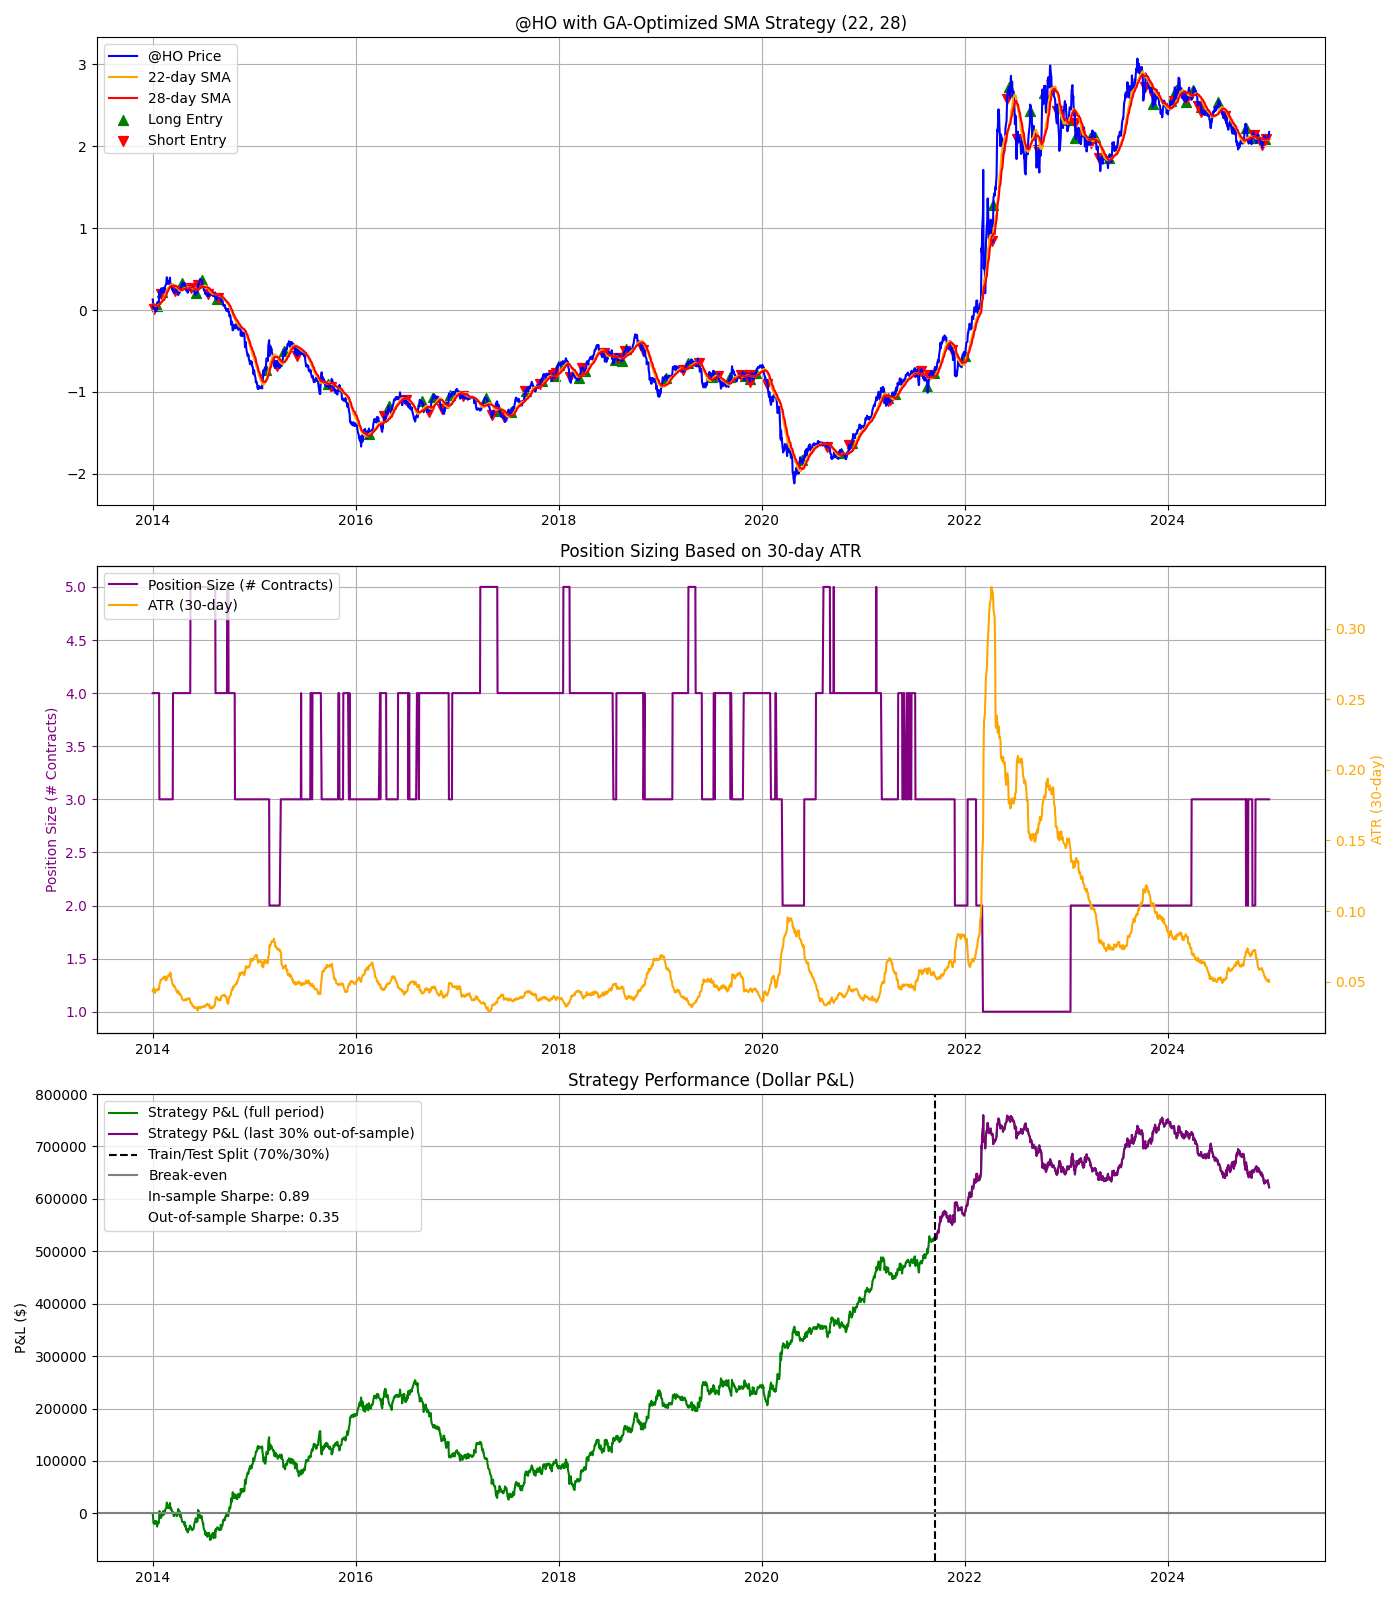 @HO with GA-Optimized SMA Strategy (22, 28)
@HO Price
22-day SMA
28-day SMA
Long Entry
Short Entry
3
2
1
0
−1
−2
2014 2016 2018 2020 2022 2024
Position Sizing Based on 30-day ATR
Position Size (# Contracts)
ATR (30-day)
Position Size (# Contracts)
5.0
4.5
4.0
3.5
3.0
2.5
2.0
1.5
1.0
0.30
0.25
0.20
0.15
0.10
0.05
ATR (30-day)
2014 2016 2018 2020 2022 2024
Strategy Performance (Dollar P&L)
Strategy P&L (full period)
Strategy P&L (last 30% out-of-sample)
Train/Test Split (70%/30%)
Break-even
In-sample Sharpe: 0.89
Out-of-sample Sharpe: 0.35
P&L ($)
800000
700000
600000
500000
400000
300000
200000
100000
0
2014 2016 2018 2020 2022 2024